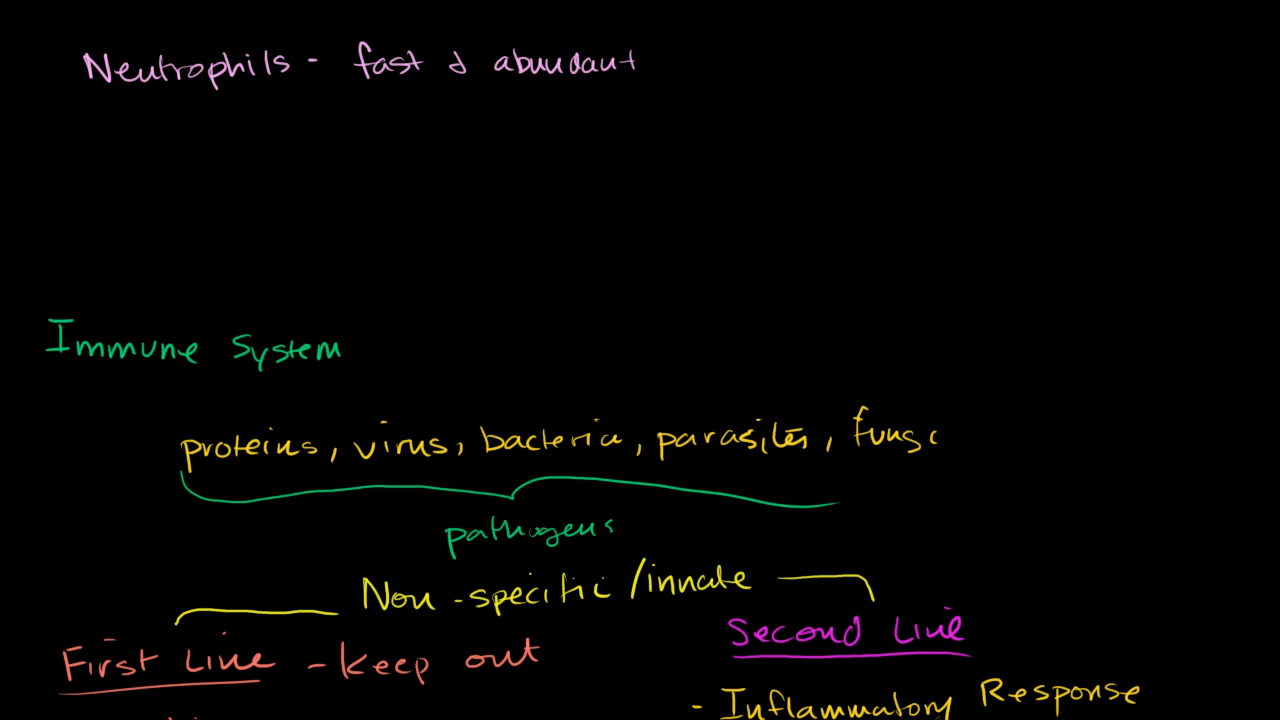 Neutrophils - fast & abundant
Immune System
proteins, virus, bacteria, parasites, fungi
pathogens
Non-specific/innate
First Line - keep out
Second Line
- Inflammatory Response